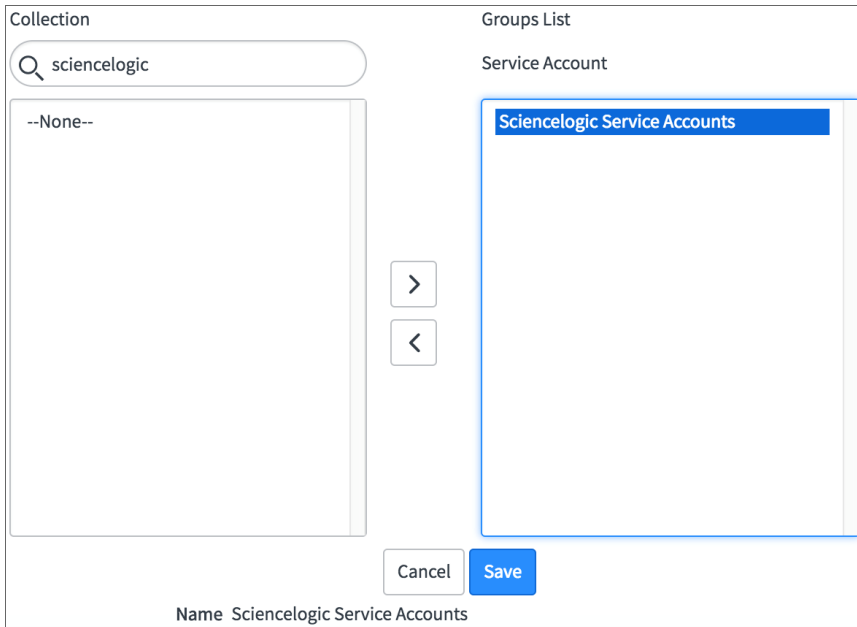 Collection
Groups List
sciencelogic
Service Account
--None--
Sciencelogic Service Accounts
Cancel
Save
Name Sciencelogic Service Accounts